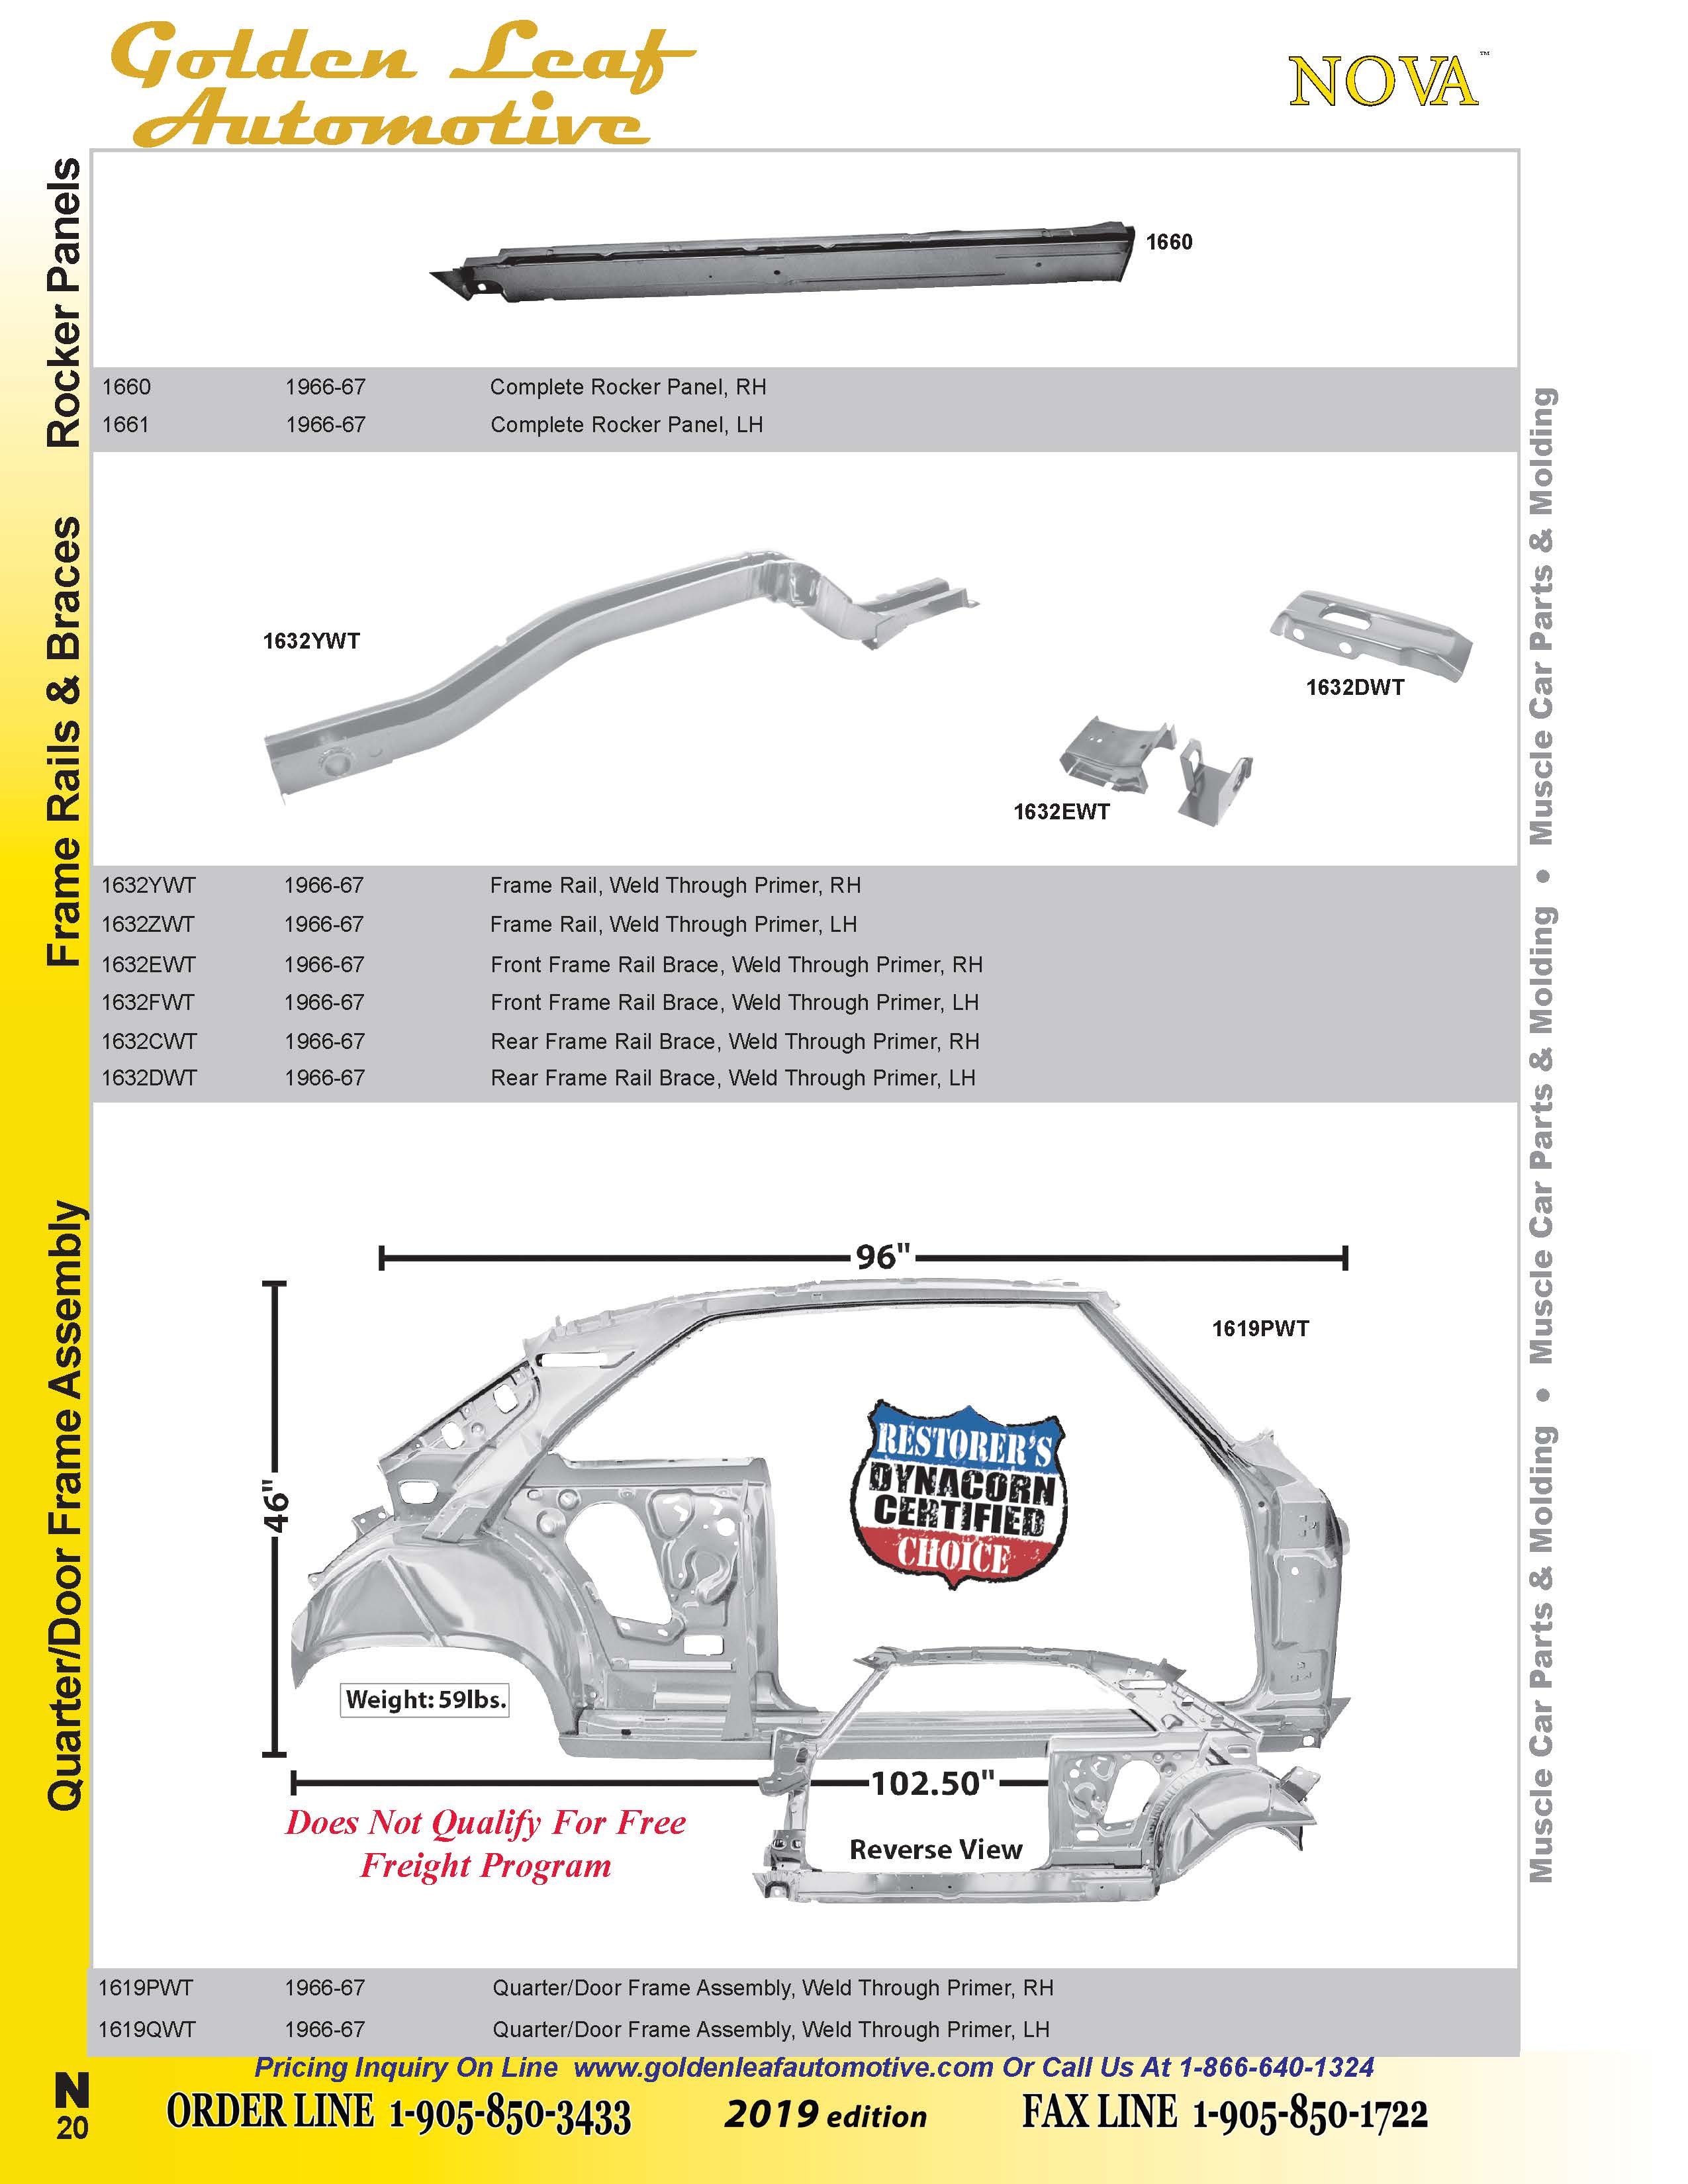 Golden Leaf
Automotive
NOVA™
Rocker Panels
1660
1660 1966-67 Complete Rocker Panel, RH
1661 1966-67 Complete Rocker Panel, LH
Frame Rails & Braces
1632YWT
1632DWT
1632EWT
1632YWT 1966-67 Frame Rail, Weld Through Primer, RH
1632ZWT 1966-67 Frame Rail, Weld Through Primer, LH
1632EWT 1966-67 Front Frame Rail Brace, Weld Through Primer, RH
1632FWT 1966-67 Front Frame Rail Brace, Weld Through Primer, LH
1632CWT 1966-67 Rear Frame Rail Brace, Weld Through Primer, RH
1632DWT 1966-67 Rear Frame Rail Brace, Weld Through Primer, LH
Quarter/Door Frame Assembly
96"
1619PWT
46"
RESTORER'S
DYNACORN
CERTIFIED
CHOICE
Weight: 59lbs.
102.50"
Does Not Qualify For Free
Freight Program
Reverse View
1619PWT 1966-67 Quarter/Door Frame Assembly, Weld Through Primer, RH
1619QWT 1966-67 Quarter/Door Frame Assembly, Weld Through Primer, LH
Muscle Car Parts & Molding • Muscle Car Parts & Molding • Muscle Car Parts & Molding
Pricing Inquiry On Line www.goldenleafautomotive.com Or Call Us At 1-866-640-1324
N
20
ORDER LINE 1-905-850-3433 2019 edition FAX LINE 1-905-850-1722